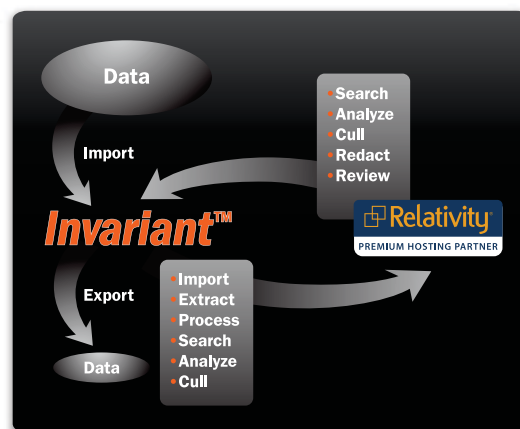 Data
Import
Invariant™
Export
Data
• Import
• Extract
• Process
• Search
• Analyze
• Cull
• Search
• Analyze
• Cull
• Redact
• Review
Relativity®
PREMIUM HOSTING PARTNER